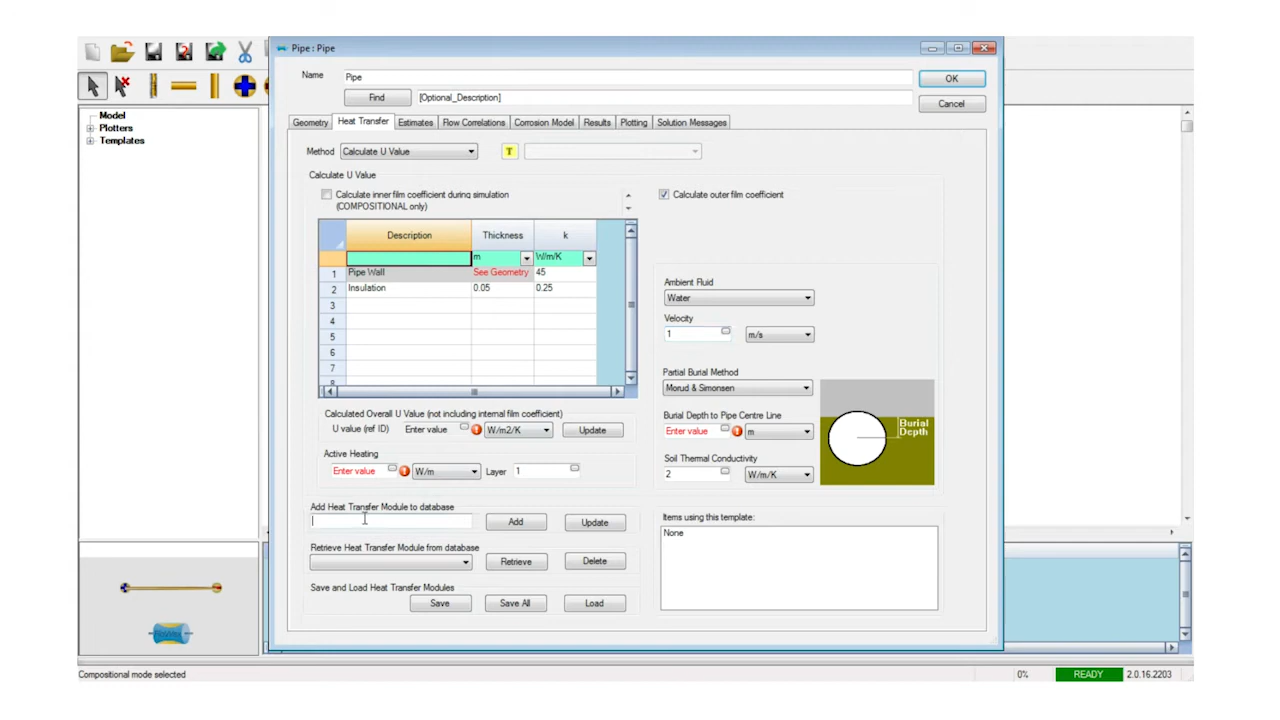 Pipe : Pipe
Name Pipe
Find [Optional_Description]
OK
Cancel
Model
Plotters
Templates
Geometry Heat Transfer Estimates Flow Correlations Corrosion Model Results Plotting Solution Messages
Method Calculate U Value T
Calculate U Value
Calculate inner film coefficient during simulation
(COMPOSITIONAL only)
Calculate outer film coefficient
Description Thickness k
m W/m/K
1 Pipe Wall See Geometry 45
2 Insulation 0.05 0.25
3
4
5
6
7
8
Ambient Fluid
Water
Velocity
1 m/s
Partial Burial Method
Morud & Simonsen
Burial Depth to Pipe Centre Line
Enter value m
Soil Thermal Conductivity
2 W/m/K
Burial
Depth
Calculated Overall U Value (not including internal film coefficient)
U value (ref ID) Enter value W/m2/K Update
Active Heating
Enter value W/m Layer 1
Add Heat Transfer Module to database
Add Update
Retrieve Heat Transfer Module from database
Retrieve Delete
Save and Load Heat Transfer Modules
Save Save All Load
Items using this template:
None
Compositional mode selected 0% READY 2.0.16.2203